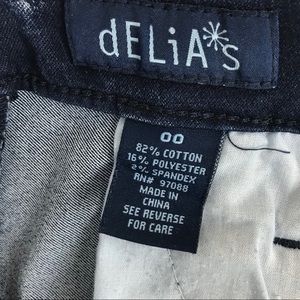 dELiA*s
00
82% COTTON
16% POLYESTER
2% SPANDEX
RN# 97088
MADE IN
CHINA
SEE REVERSE
FOR CARE